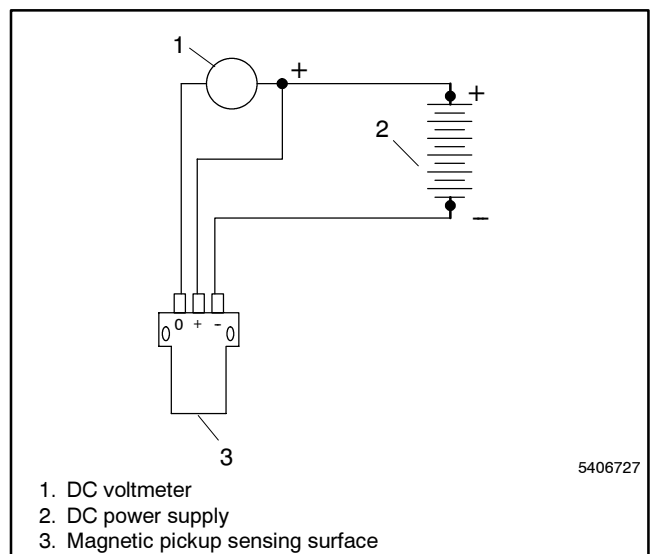 1
+
+
2
–
0 + -
3
5406727
1. DC voltmeter
2. DC power supply
3. Magnetic pickup sensing surface